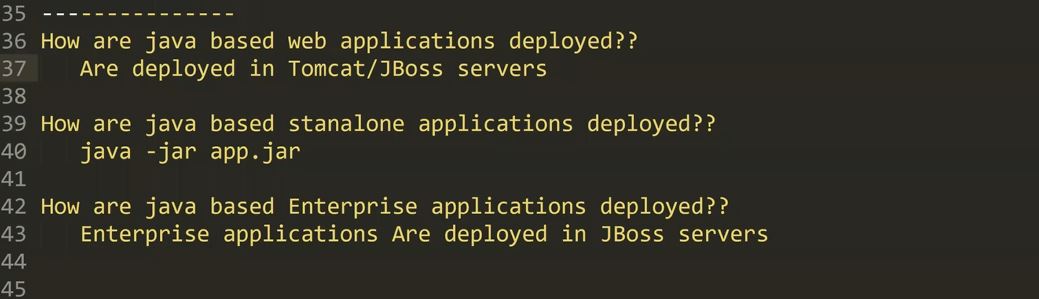 35 ---------------
36 How are java based web applications deployed??
37 Are deployed in Tomcat/JBoss servers
38
39 How are java based stanalone applications deployed??
40 java -jar app.jar
41
42 How are java based Enterprise applications deployed??
43 Enterprise applications Are deployed in JBoss servers
44
45